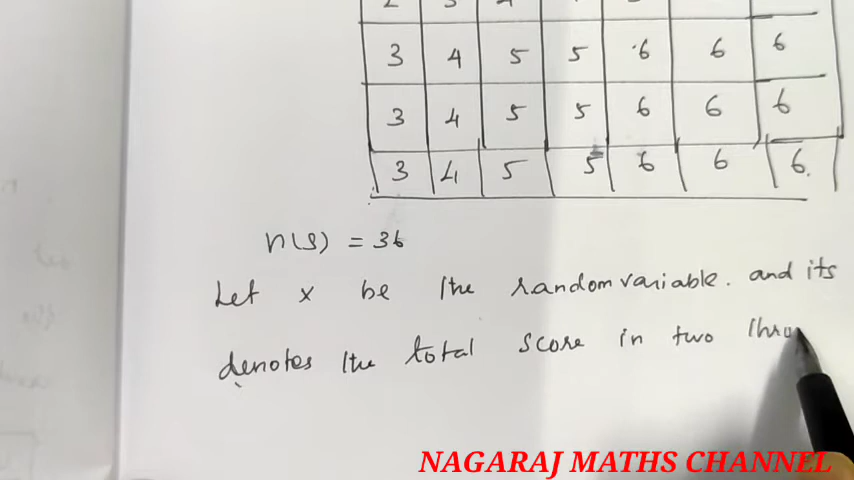 3 4 5 5 6 6 6
3 4 5 5 6 6 6
3 4 5 5 6 6 6.
n(S) = 36
Let x be the random variable. and its
denotes the total score in two thro
NAGARAJ MATHS CHANNEL